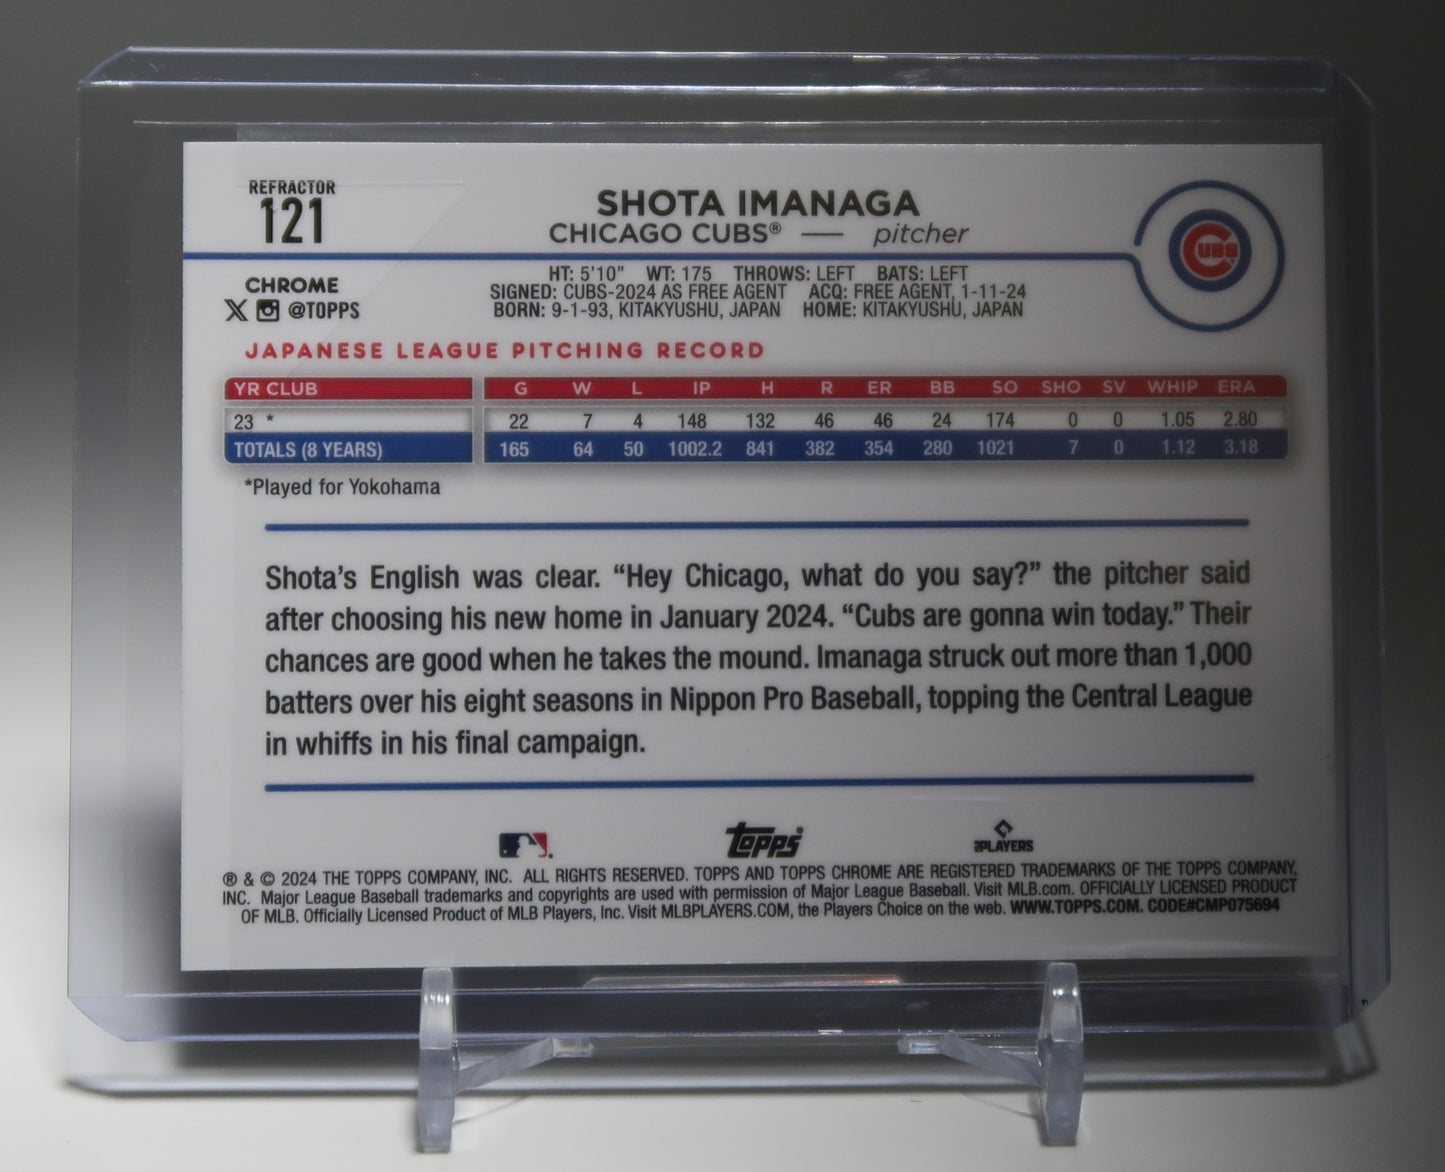 REFRACTOR
121
SHOTA IMANAGA
CHICAGO CUBS® — pitcher
CUBS
CHROME
@TOPPS
HT: 5'10" WT: 175 THROWS: LEFT BATS: LEFT
SIGNED: CUBS-2024 AS FREE AGENT ACQ: FREE AGENT, 1-11-24
BORN: 9-1-93, KITAKYUSHU, JAPAN HOME: KITAKYUSHU, JAPAN
JAPANESE LEAGUE PITCHING RECORD
YR CLUB G W L IP H R ER BB SO SHO SV WHIP ERA
23 * 22 7 4 148 132 46 46 24 174 0 0 1.05 2.80
TOTALS (8 YEARS) 165 64 50 1002.2 841 382 354 280 1021 7 0 1.12 3.18
*Played for Yokohama
Shota's English was clear. “Hey Chicago, what do you say?” the pitcher said
after choosing his new home in January 2024. “Cubs are gonna win today.” Their
chances are good when he takes the mound. Imanaga struck out more than 1,000
batters over his eight seasons in Nippon Pro Baseball, topping the Central League
in whiffs in his final campaign.
topps
PLAYERS
® & © 2024 THE TOPPS COMPANY, INC. ALL RIGHTS RESERVED. TOPPS AND TOPPS CHROME ARE REGISTERED TRADEMARKS OF THE TOPPS COMPANY,
INC. Major League Baseball trademarks and copyrights are used with permission of Major League Baseball. Visit MLB.com. OFFICIALLY LICENSED PRODUCT
OF MLB. Officially Licensed Product of MLB Players, Inc. Visit MLBPLAYERS.COM, the Players Choice on the web. WWW.TOPPS.COM. CODE#CMP075694